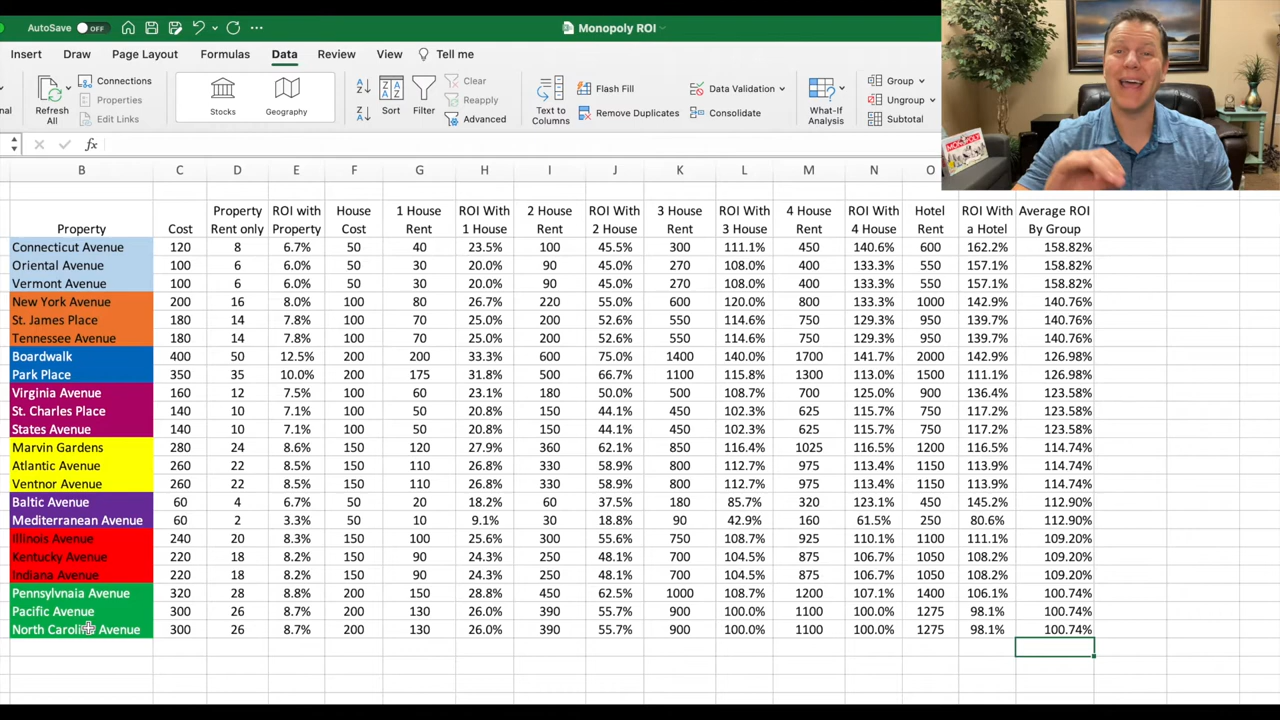 AutoSave OFF Monopoly ROI
Insert Draw Page Layout Formulas Data Review View Tell me
Refresh All Connections Properties Edit Links Stocks Geography Sort Filter Clear Reapply Advanced Text to Columns Flash Fill Remove Duplicates Data Validation Consolidate What-If Analysis Group Ungroup Subtotal
MONOPOLY
fx
B C D E F G H I J K L M N O
Property Cost Property Rent only ROI with Property House Cost 1 House Rent ROI With 1 House 2 House Rent ROI With 2 House 3 House Rent ROI With 3 House 4 House Rent ROI With 4 House Hotel Rent ROI With a Hotel Average ROI By Group
Connecticut Avenue 120 8 6.7% 50 40 23.5% 100 45.5% 300 111.1% 450 140.6% 600 162.2% 158.82%
Oriental Avenue 100 6 6.0% 50 30 20.0% 90 45.0% 270 108.0% 400 133.3% 550 157.1% 158.82%
Vermont Avenue 100 6 6.0% 50 30 20.0% 90 45.0% 270 108.0% 400 133.3% 550 157.1% 158.82%
New York Avenue 200 16 8.0% 100 80 26.7% 220 55.0% 600 120.0% 800 133.3% 1000 142.9% 140.76%
St. James Place 180 14 7.8% 100 70 25.0% 200 52.6% 550 114.6% 750 129.3% 950 139.7% 140.76%
Tennessee Avenue 180 14 7.8% 100 70 25.0% 200 52.6% 550 114.6% 750 129.3% 950 139.7% 140.76%
Boardwalk 400 50 12.5% 200 200 33.3% 600 75.0% 1400 140.0% 1700 141.7% 2000 142.9% 126.98%
Park Place 350 35 10.0% 200 175 31.8% 500 66.7% 1100 115.8% 1300 113.0% 1500 111.1% 126.98%
Virginia Avenue 160 12 7.5% 100 60 23.1% 180 50.0% 500 108.7% 700 125.0% 900 136.4% 123.58%
St. Charles Place 140 10 7.1% 100 50 20.8% 150 44.1% 450 102.3% 625 115.7% 750 117.2% 123.58%
States Avenue 140 10 7.1% 100 50 20.8% 150 44.1% 450 102.3% 625 115.7% 750 117.2% 123.58%
Marvin Gardens 280 24 8.6% 150 120 27.9% 360 62.1% 850 116.4% 1025 114.5% 1200 116.5% 114.74%
Atlantic Avenue 260 22 8.5% 150 110 26.8% 330 58.9% 800 112.7% 975 113.4% 1150 113.9% 114.74%
Ventnor Avenue 260 22 8.5% 150 110 26.8% 330 58.9% 800 112.7% 975 113.4% 1150 113.9% 114.74%
Baltic Avenue 60 4 6.7% 50 20 18.2% 60 37.5% 180 85.7% 320 123.1% 450 145.2% 112.90%
Mediterranean Avenue 60 2 3.3% 50 10 9.1% 30 18.8% 90 42.9% 160 61.5% 250 80.6% 112.90%
Illinois Avenue 240 20 8.3% 150 100 25.6% 300 55.6% 750 108.7% 925 110.1% 1100 111.1% 109.20%
Kentucky Avenue 220 18 8.2% 150 90 24.3% 250 48.1% 700 104.5% 875 106.7% 1050 108.2% 109.20%
Indiana Avenue 220 18 8.2% 150 90 24.3% 250 48.1% 700 104.5% 875 106.7% 1050 108.2% 109.20%
Pennsylvnaia Avenue 320 28 8.8% 200 150 28.8% 450 62.5% 1000 108.7% 1200 107.1% 1400 106.1% 100.74%
Pacific Avenue 300 26 8.7% 200 130 26.0% 390 55.7% 900 100.0% 1100 100.0% 1275 98.1% 100.74%
North Carolina Avenue 300 26 8.7% 200 130 26.0% 390 55.7% 900 100.0% 1100 100.0% 1275 98.1% 100.74%